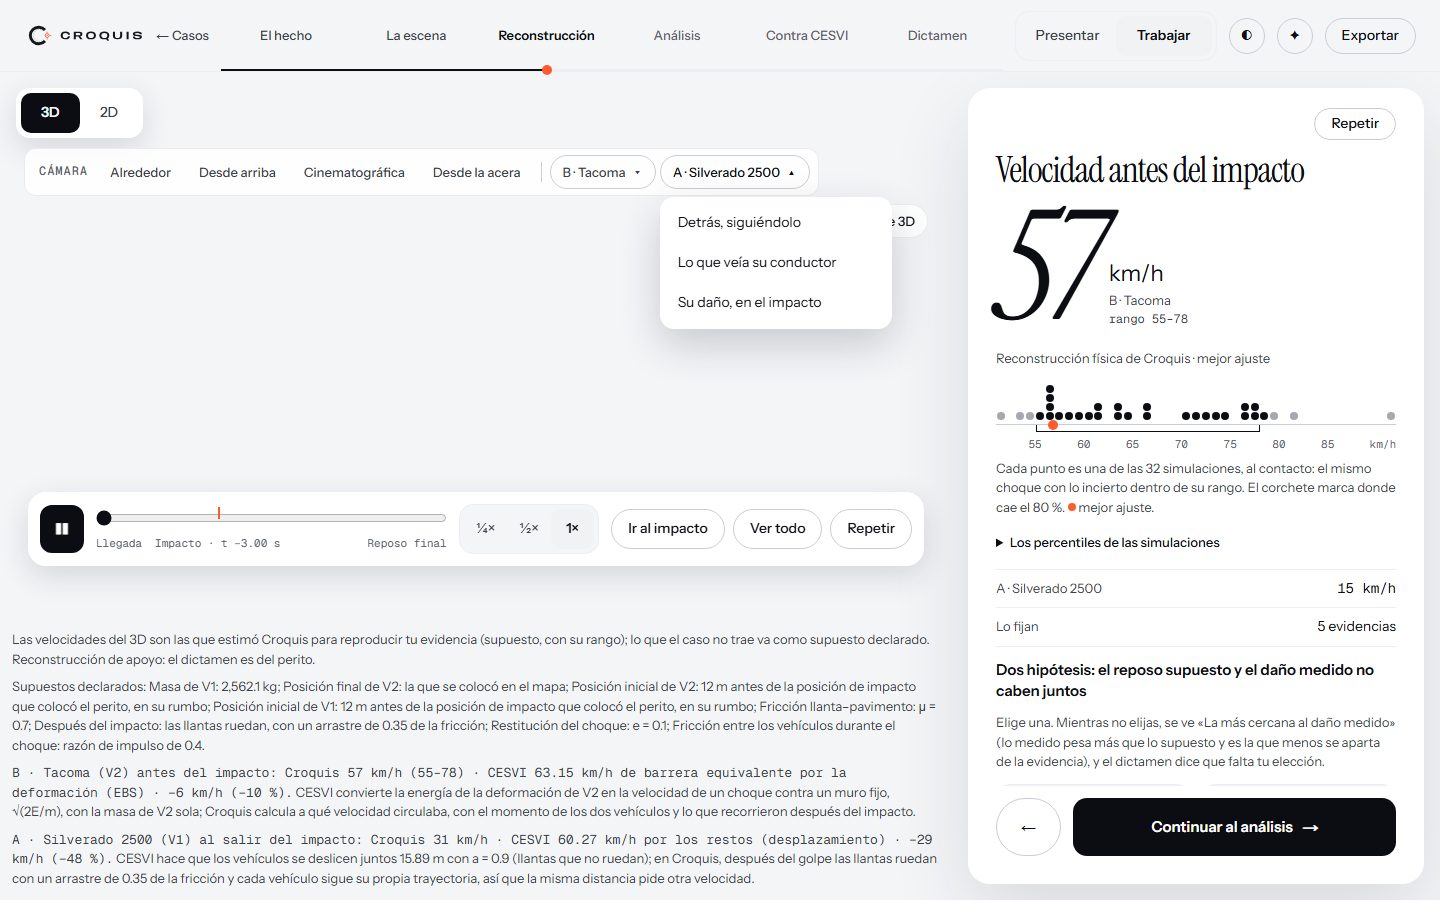 CROQUIS
← Casos
El hecho
La escena
Reconstrucción
Análisis
Contra CESVI
Dictamen
Presentar
Trabajar
Exportar
3D
2D
CÁMARA
Alrededor
Desde arriba
Cinematográfica
Desde la acera
B · Tacoma
A · Silverado 2500
Detrás, siguiéndolo
Lo que veía su conductor
Su daño, en el impacto
3D
Llegada
Impacto · t −3.00 s
Reposo final
¼×
½×
1×
Ir al impacto
Ver todo
Repetir
Las velocidades del 3D son las que estimó Croquis para reproducir tu evidencia (supuesto, con su rango); lo que el caso no trae va como supuesto declarado.
Reconstrucción de apoyo: el dictamen es del perito.
Supuestos declarados: Masa de V1: 2,562.1 kg; Posición final de V2: la que se colocó en el mapa; Posición inicial de V2: 12 m antes de la posición de impacto
que colocó el perito, en su rumbo; Posición inicial de V1: 12 m antes de la posición de impacto que colocó el perito, en su rumbo; Fricción llanta–pavimento: μ =
0.7; Después del impacto: las llantas ruedan, con un arrastre de 0.35 de la fricción; Restitución del choque: e = 0.1; Fricción entre los vehículos durante el
choque: razón de impulso de 0.4.
B · Tacoma (V2) antes del impacto: Croquis 57 km/h (55–78) · CESVI 63.15 km/h de barrera equivalente por la
deformación (EBS) · −6 km/h (−10 %). CESVI convierte la energía de la deformación de V2 en la velocidad de un choque contra un muro fijo,
√(2E/m), con la masa de V2 sola; Croquis calcula a qué velocidad circulaba, con el momento de los dos vehículos y lo que recorrieron después del impacto.
A · Silverado 2500 (V1) al salir del impacto: Croquis 31 km/h · CESVI 60.27 km/h por los restos (desplazamiento) · −29
km/h (−48 %). CESVI hace que los vehículos se deslicen juntos 15.89 m con a = 0.9 (llantas que no ruedan); en Croquis, después del golpe las llantas ruedan
con un arrastre de 0.35 de la fricción y cada vehículo sigue su propia trayectoria, así que la misma distancia pide otra velocidad.
Repetir
Velocidad antes del impacto
57
km/h
B · Tacoma
rango 55–78
Reconstrucción física de Croquis · mejor ajuste
55 60 65 70 75 80 85 km/h
Cada punto es una de las 32 simulaciones, al contacto: el mismo
choque con lo incierto dentro de su rango. El corchete marca donde
cae el 80 %. mejor ajuste.
Los percentiles de las simulaciones
A · Silverado 2500
15 km/h
Lo fijan
5 evidencias
Dos hipótesis: el reposo supuesto y el daño medido no
caben juntos
Elige una. Mientras no elijas, se ve «La más cercana al daño medido»
(lo medido pesa más que lo supuesto y es la que menos se aparta
de la evidencia), y el dictamen dice que falta tu elección.
←
Continuar al análisis →